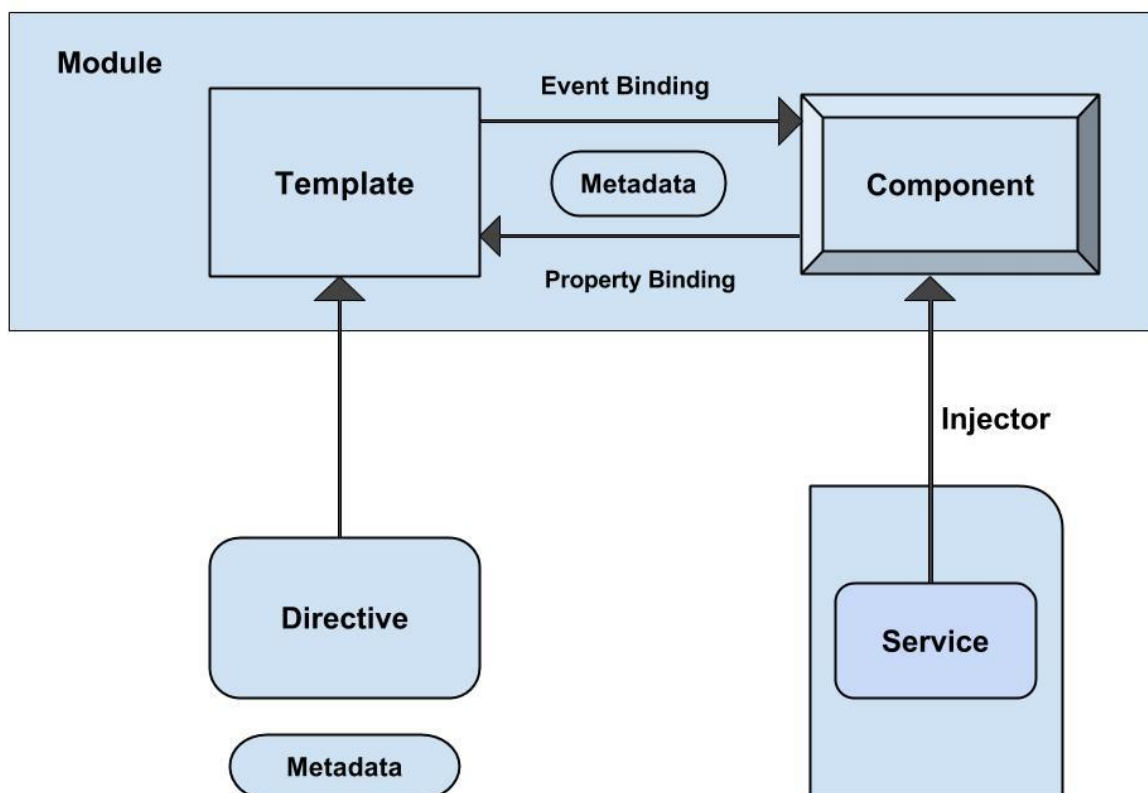 Module
Event Binding
Template
Metadata
Component
Property Binding
Injector
Directive
Service
Metadata